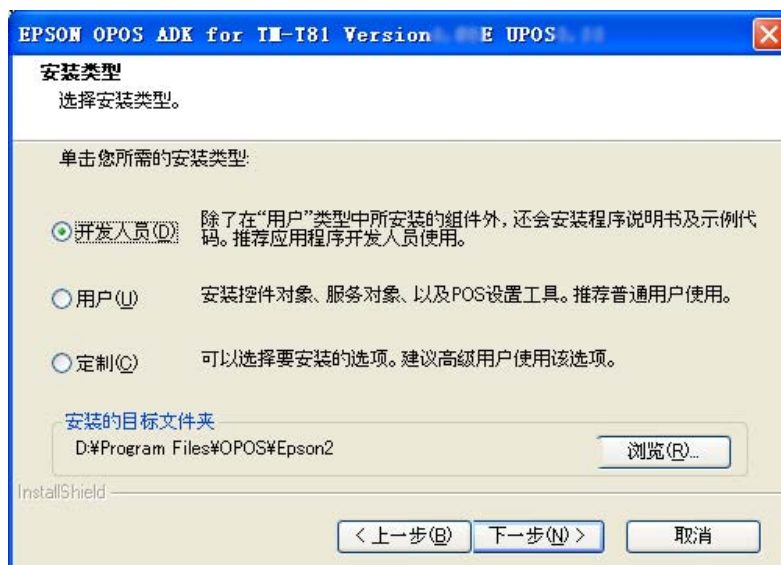 EPSON OPOS ADK for TM-T81 Version E UPOS
安装类型
选择安装类型。
单击您所需的安装类型:
开发人员(D)
除了在“用户”类型中所安装的组件外，还会安装程序说明书及示例代
码。推荐应用程序开发人员使用。
用户(U)
安装控件对象、服务对象、以及POS设置工具。推荐普通用户使用。
定制(C)
可以选择要安装的选项。建议高级用户使用该选项。
安装的目标文件夹
D:¥Program Files¥OPOS¥Epson2
浏览(R)...
InstallShield
< 上一步(B)
下一步(N) >
取消